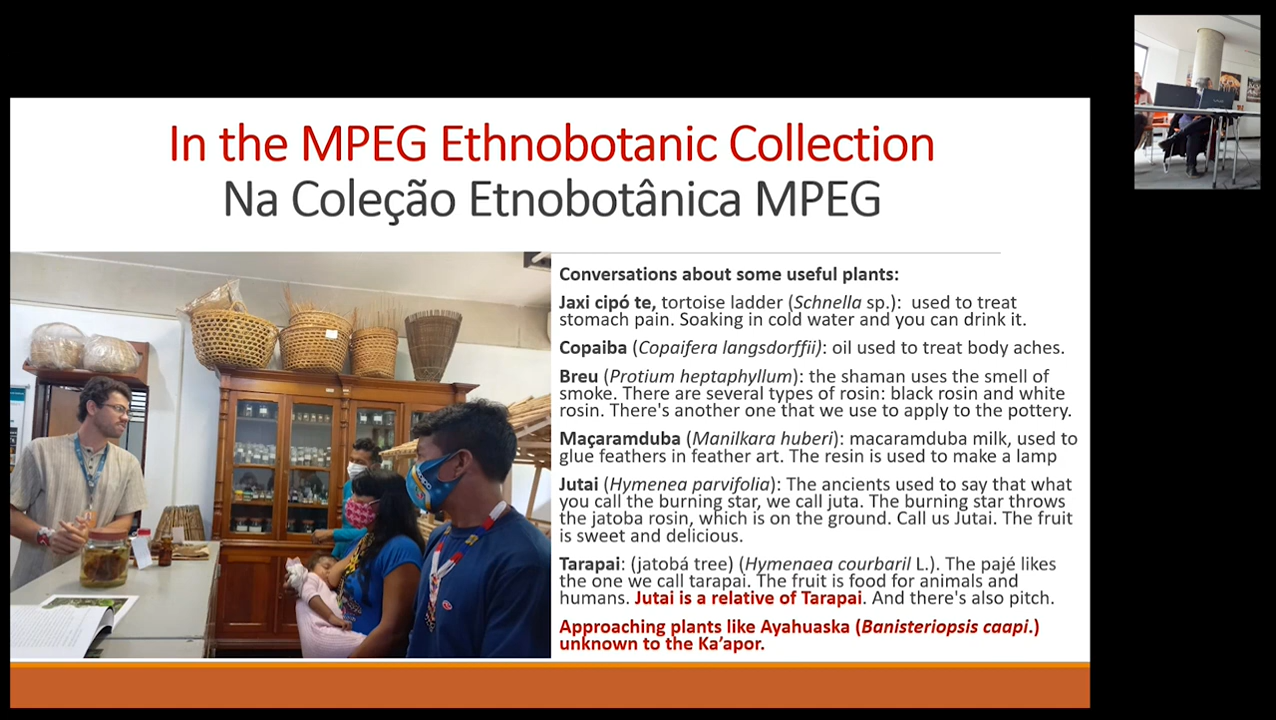 In the MPEG Ethnobotanic Collection
Na Coleção Etnobotânica MPEG
Conversations about some useful plants:
Jaxi cipó te, tortoise ladder (Schnella sp.): used to treat
stomach pain. Soaking in cold water and you can drink it.
Copaiba (Copaifera langsdorffii): oil used to treat body aches.
Breu (Protium heptaphyllum): the shaman uses the smell of
smoke. There are several types of rosin: black rosin and white
rosin. There's another one that we use to apply to the pottery.
Maçaramduba (Manilkara huberi): macaramduba milk, used to
glue feathers in feather art. The resin is used to make a lamp
Jutai (Hymenea parvifolia): The ancients used to say that what
you call the burning star, we call juta. The burning star throws
the jatoba rosin, which is on the ground. Call us Jutai. The fruit
is sweet and delicious.
Tarapai: (jatobá tree) (Hymenaea courbaril L.). The pajé likes
the one we call tarapai. The fruit is food for animals and
humans. Jutai is a relative of Tarapai. And there's also pitch.
Approaching plants like Ayahuaska (Banisteriopsis caapi.)
unknown to the Ka’apor.